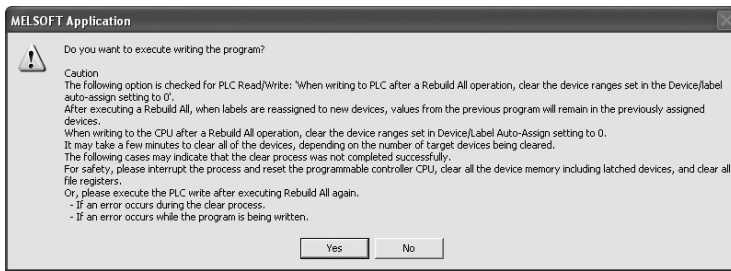 MELSOFT Application
Do you want to execute writing the program?
Caution
The following option is checked for PLC Read/Write: 'When writing to PLC after a Rebuild All operation, clear the device ranges set in the Device/label
auto-assign setting to 0'.
After executing a Rebuild All, when labels are reassigned to new devices, values from the previous program will remain in the previously assigned
devices.
When writing to the CPU after a Rebuild All operation, clear the device ranges set in Device/Label Auto-Assign setting to 0.
It may take a few minutes to clear all of the devices, depending on the number of target devices being cleared.
The following cases may indicate that the clear process was not completed successfully.
For safety, please interrupt the process and reset the programmable controller CPU, clear all the device memory including latched devices, and clear all
file registers.
Or, please execute the PLC write after executing Rebuild All again.
- If an error occurs during the clear process.
- If an error occurs while the program is being written.
Yes No